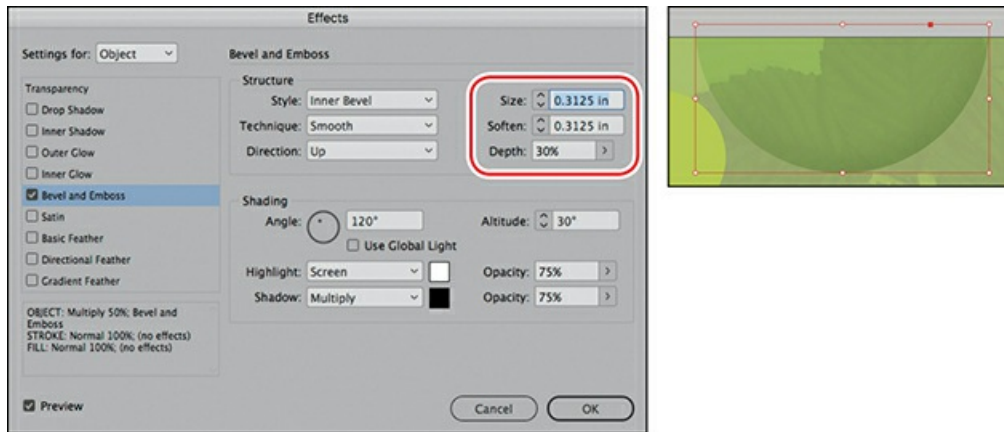 Effects
Settings for: Object
Transparency
Drop Shadow
Inner Shadow
Outer Glow
Inner Glow
Bevel and Emboss
Satin
Basic Feather
Directional Feather
Gradient Feather
OBJECT: Multiply 50%; Bevel and
Emboss
STROKE: Normal 100%; (no effects)
FILL: Normal 100%; (no effects)
Preview
Bevel and Emboss
Structure
Style: Inner Bevel
Size: 0.3125 in
Technique: Smooth
Soften: 0.3125 in
Direction: Up
Depth: 30%
Shading
Angle: 120°
Altitude: 30°
Use Global Light
Highlight: Screen
Opacity: 75%
Shadow: Multiply
Opacity: 75%
Cancel
OK